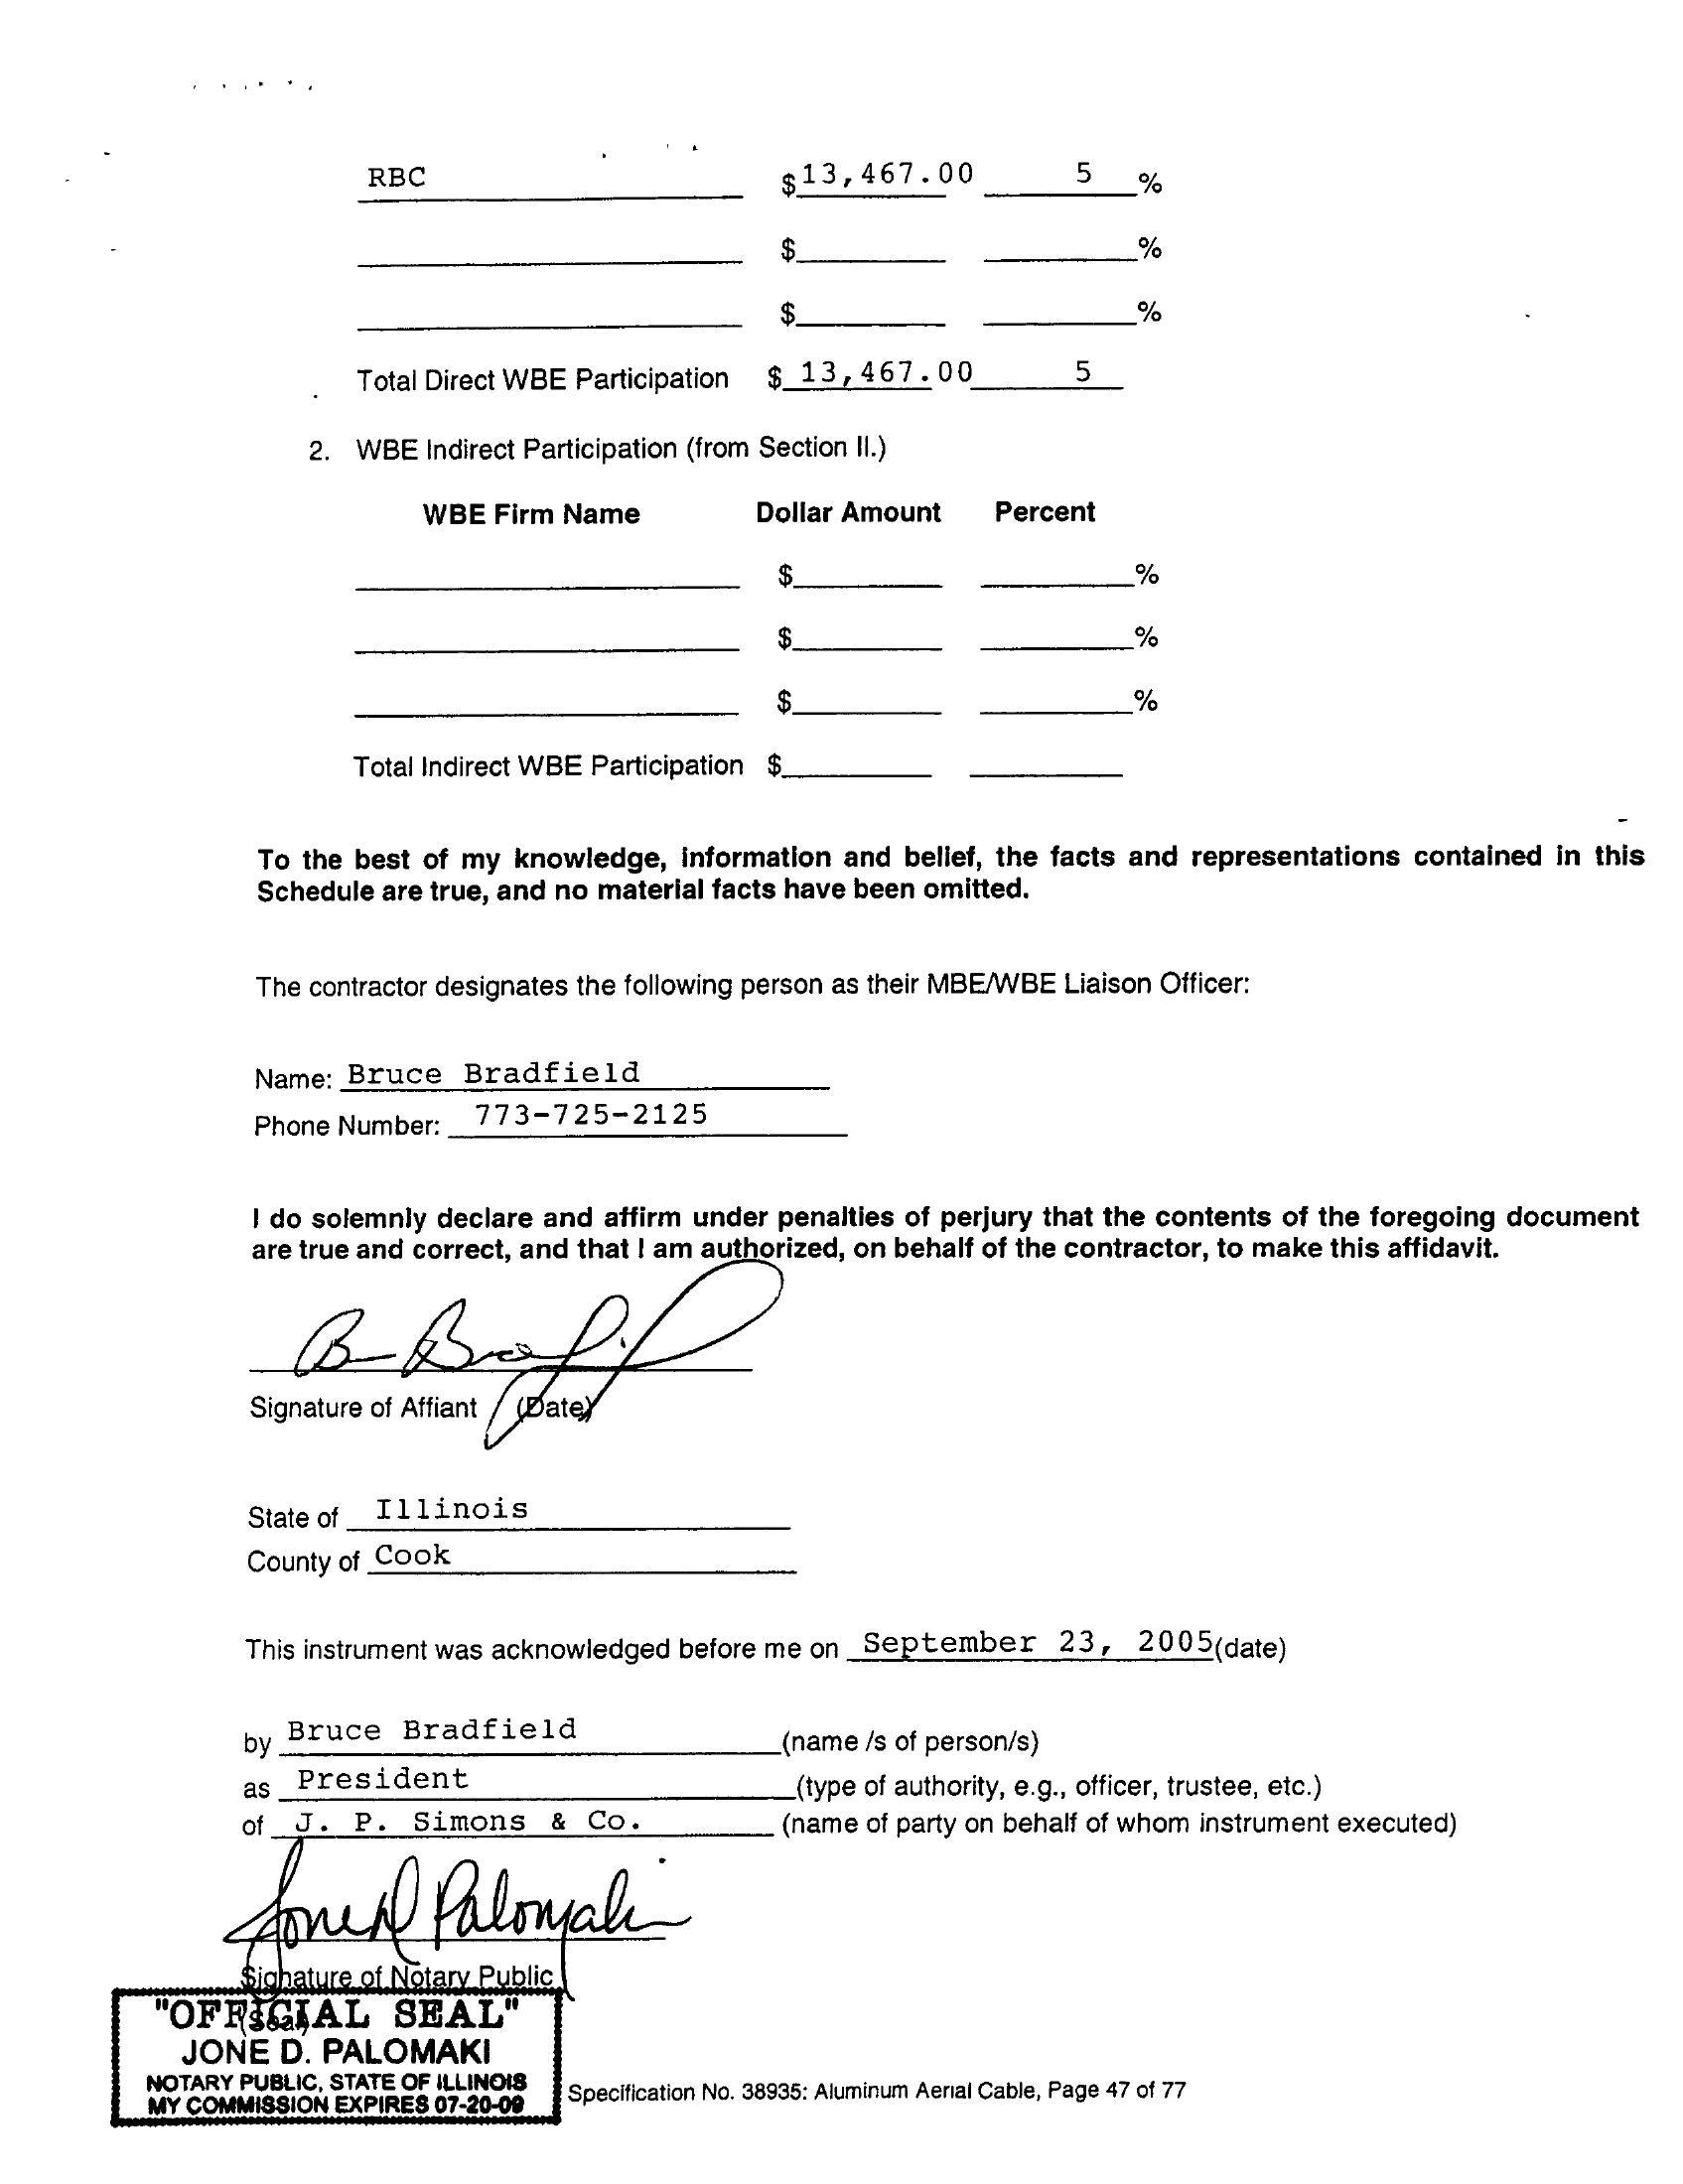 RBC $13,467.00 5 %
$ %
$ %
Total Direct WBE Participation $ 13,467.00 5
2. WBE Indirect Participation (from Section II.)
WBE Firm Name Dollar Amount Percent
$ %
$ %
$ %
Total Indirect WBE Participation $
To the best of my knowledge, information and belief, the facts and representations contained in this
Schedule are true, and no material facts have been omitted.
The contractor designates the following person as their MBE/WBE Liaison Officer:
Name: Bruce Bradfield
Phone Number: 773-725-2125
I do solemnly declare and affirm under penalties of perjury that the contents of the foregoing document
are true and correct, and that I am authorized, on behalf of the contractor, to make this affidavit.
Signature of Affiant (Date)
State of Illinois
County of Cook
This instrument was acknowledged before me on September 23, 2005(date)
by Bruce Bradfield (name /s of person/s)
as President (type of authority, e.g., officer, trustee, etc.)
of J. P. Simons & Co. (name of party on behalf of whom instrument executed)
Jone D Palomaki
Signature of Notary Public
(Seal)
"OFFICIAL SEAL"
JONE D. PALOMAKI
NOTARY PUBLIC, STATE OF ILLINOIS
MY COMMISSION EXPIRES 07-20-09
Specification No. 38935: Aluminum Aerial Cable, Page 47 of 77